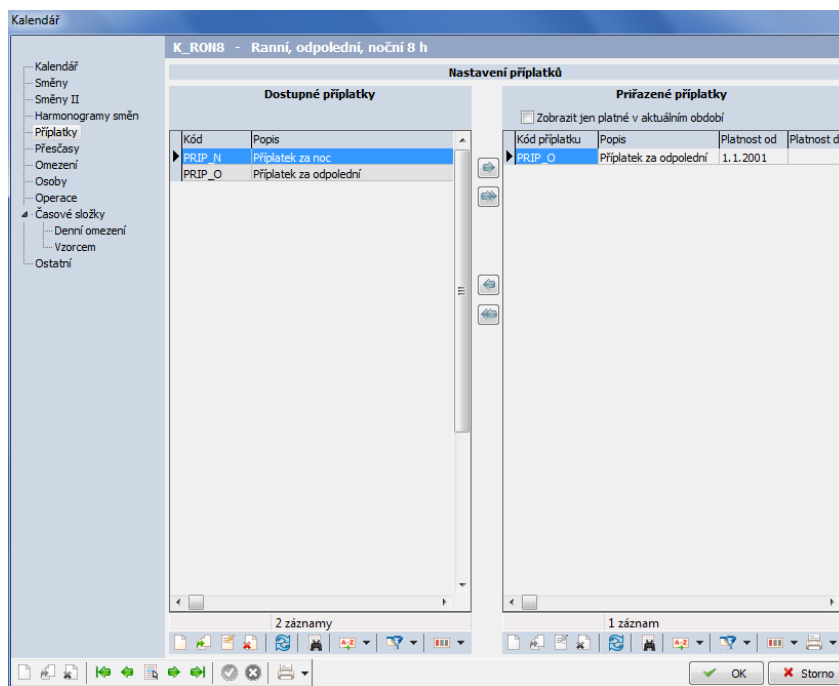 Kalendář
K_RON8 - Ranní, odpolední, noční 8 h
Kalendář
Směny
Směny II
Harmonogramy směn
Příplatky
Přesčasy
Omezení
Osoby
Operace
Časové složky
Denní omezení
Vzorcem
Ostatní
Nastavení příplatků
Dostupné příplatky
Kód Popis
PRIP_N Příplatek za noc
PRIP_O Příplatek za odpolední
2 záznamy
Přiřazené příplatky
Zobrazit jen platné v aktuálním období
Kód příplatku Popis Platnost od Platnost d
PRIP_O Příplatek za odpolední 1.1.2001
1 záznam
OK Storno